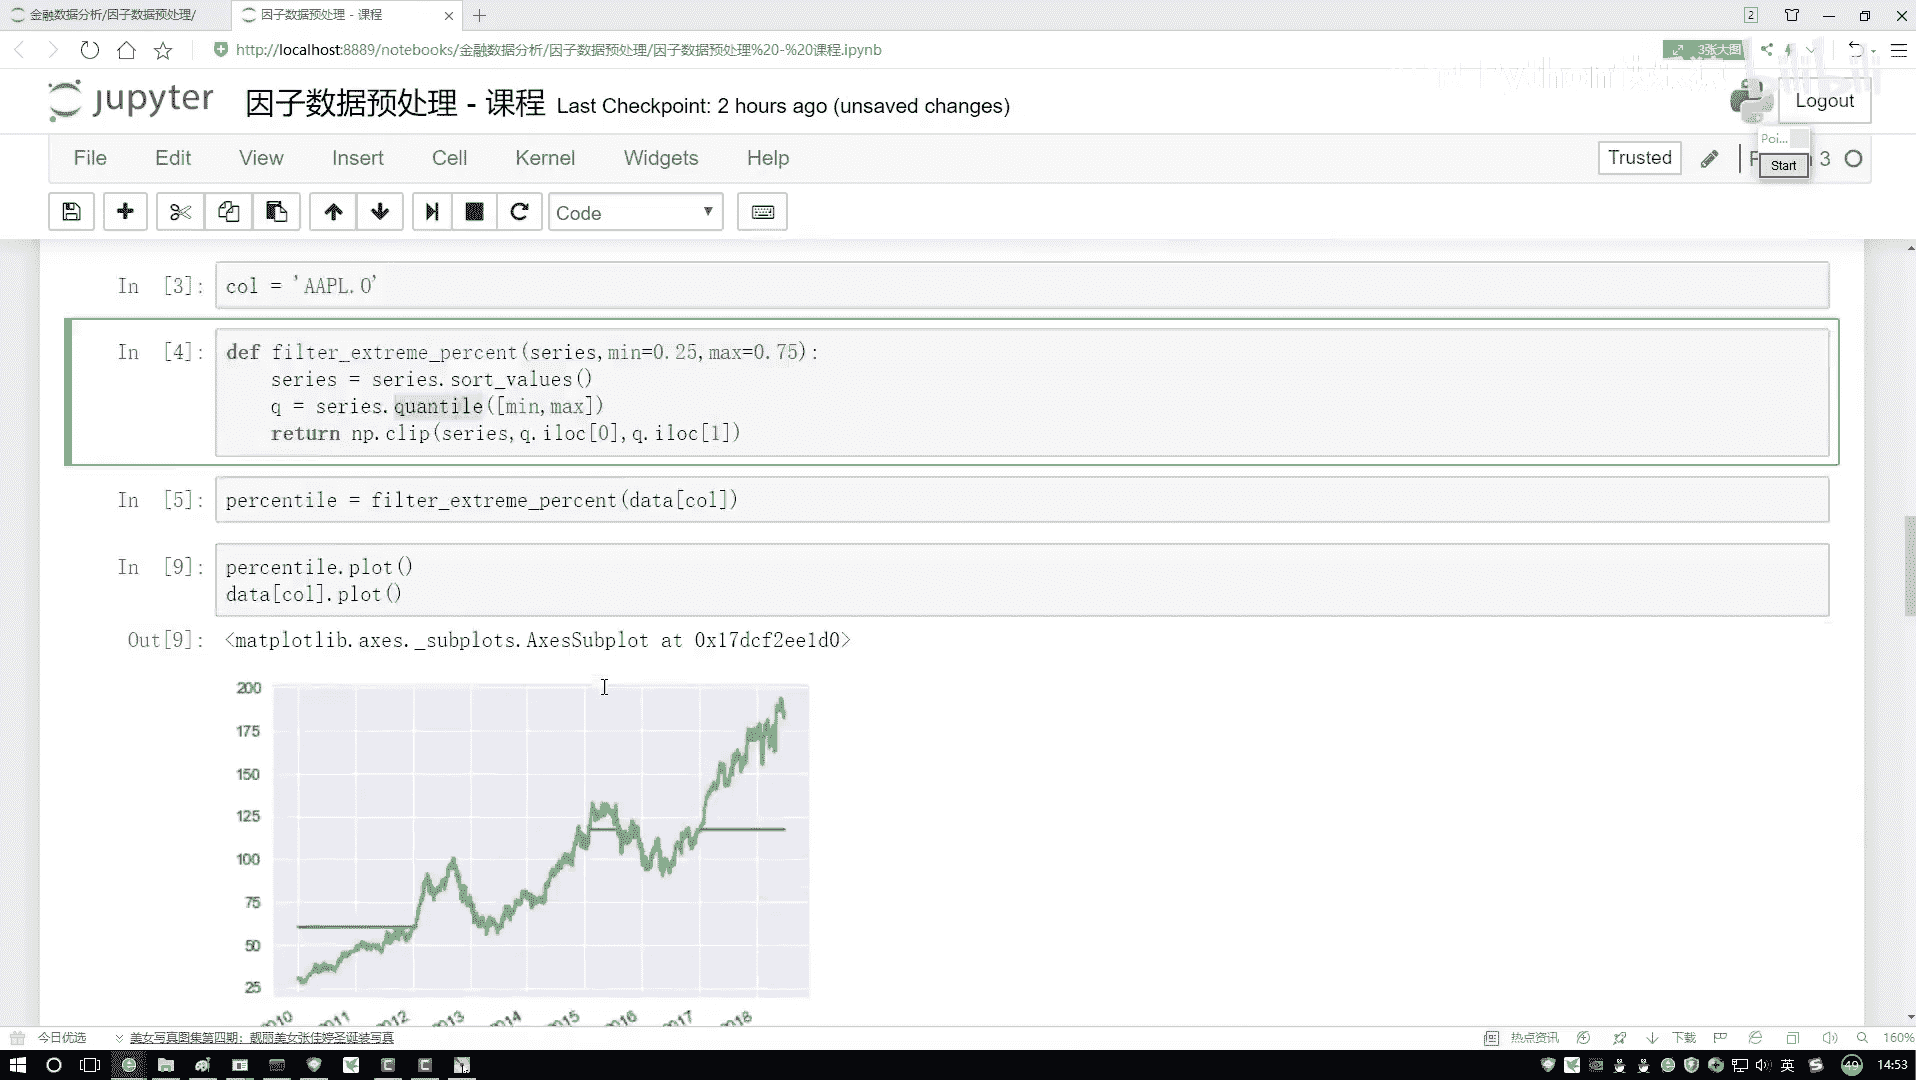 金融数据分析/因子数据预处理/
因子数据预处理 - 课程
2
http://localhost:8889/notebooks/金融数据分析/因子数据预处理/因子数据预处理%20-%20课程.ipynb
3张大图
bilibili
jupyter
因子数据预处理 - 课程 Last Checkpoint: 2 hours ago (unsaved changes)
Logout
Poi...
File Edit View Insert Cell Kernel Widgets Help
Trusted
Start
3
Code
In [3]: col = 'AAPL.O'
In [4]: def filter_extreme_percent(series,min=0.25,max=0.75):
series = series.sort_values()
q = series.quantile([min,max])
return np.clip(series,q.iloc[0],q.iloc[1])
In [5]: percentile = filter_extreme_percent(data[col])
In [9]: percentile.plot()
data[col].plot()
Out[9]: <matplotlib.axes._subplots.AxesSubplot at 0x17dcf2ee1d0>
200
175
150
125
100
75
50
25
今日优选
美女写真图集第四期：靓丽美女张佳婷圣诞装写真
热点资讯
下载
160%
英
49
14:53